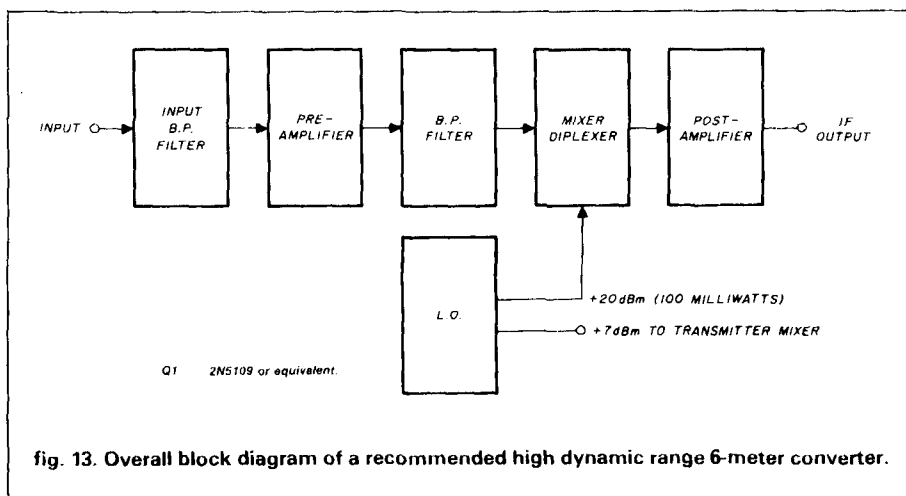 INPUT
INPUT
B.P.
FILTER
PRE-
AMPLIFIER
B.P.
FILTER
MIXER
DIPLEXER
POST-
AMPLIFIER
IF
OUTPUT
L.O.
+20dBm (100 MILLIWATTS)
+7dBm TO TRANSMITTER MIXER
Q1 2N5109 or equivalent.
fig. 13. Overall block diagram of a recommended high dynamic range 6-meter converter.